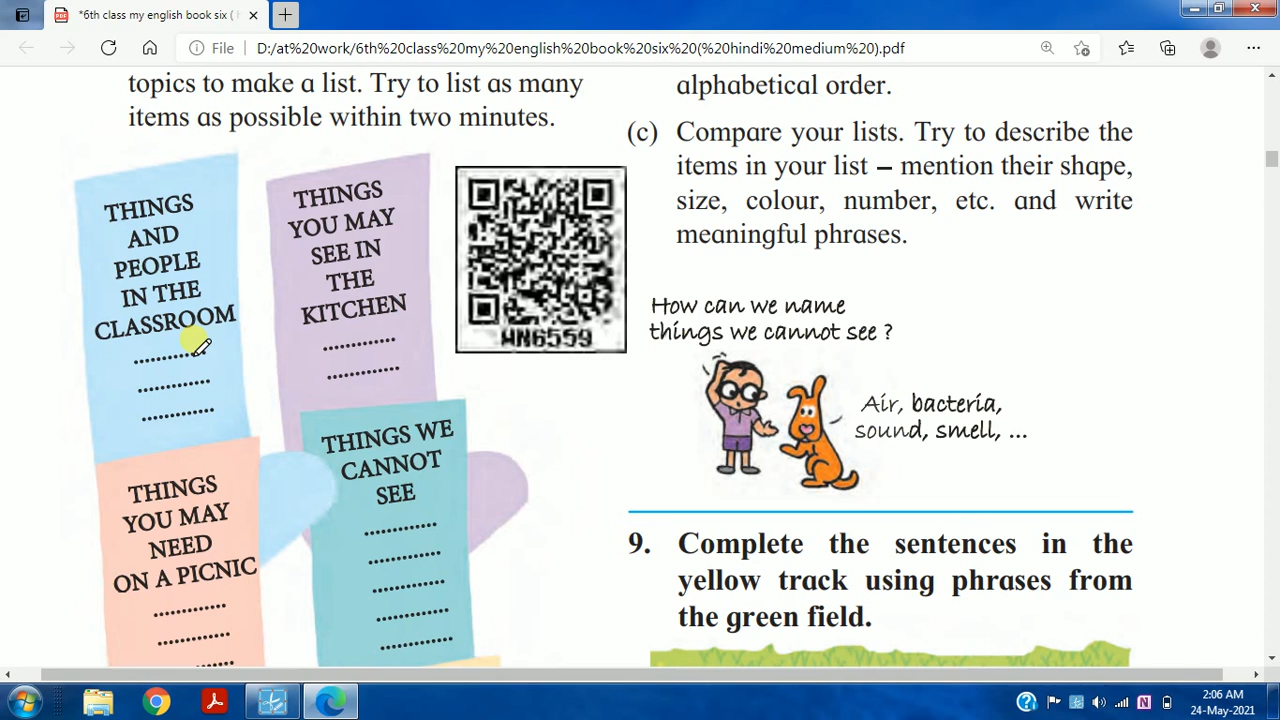 *6th class my english book six ( h
File
D:/at%20work/6th%20class%20my%20english%20book%20six%20(%20hindi%20medium%20).pdf
topics to make a list. Try to list as many
items as possible within two minutes.
THINGS
AND
PEOPLE
IN THE
CLASSROOM
..............
..............
..............
THINGS
YOU MAY
SEE IN
THE
KITCHEN
..............
..............
WN6559
THINGS
YOU MAY
NEED
ON A PICNIC
..............
..............
THINGS WE
CANNOT
SEE
..............
..............
..............
..............
..............
alphabetical order.
(c) Compare your lists. Try to describe the
items in your list – mention their shape,
size, colour, number, etc. and write
meaningful phrases.
How can we name
things we cannot see ?
Air, bacteria,
sound, smell, ...
9. Complete the sentences in the
yellow track using phrases from
the green field.
2:06 AM
24-May-2021